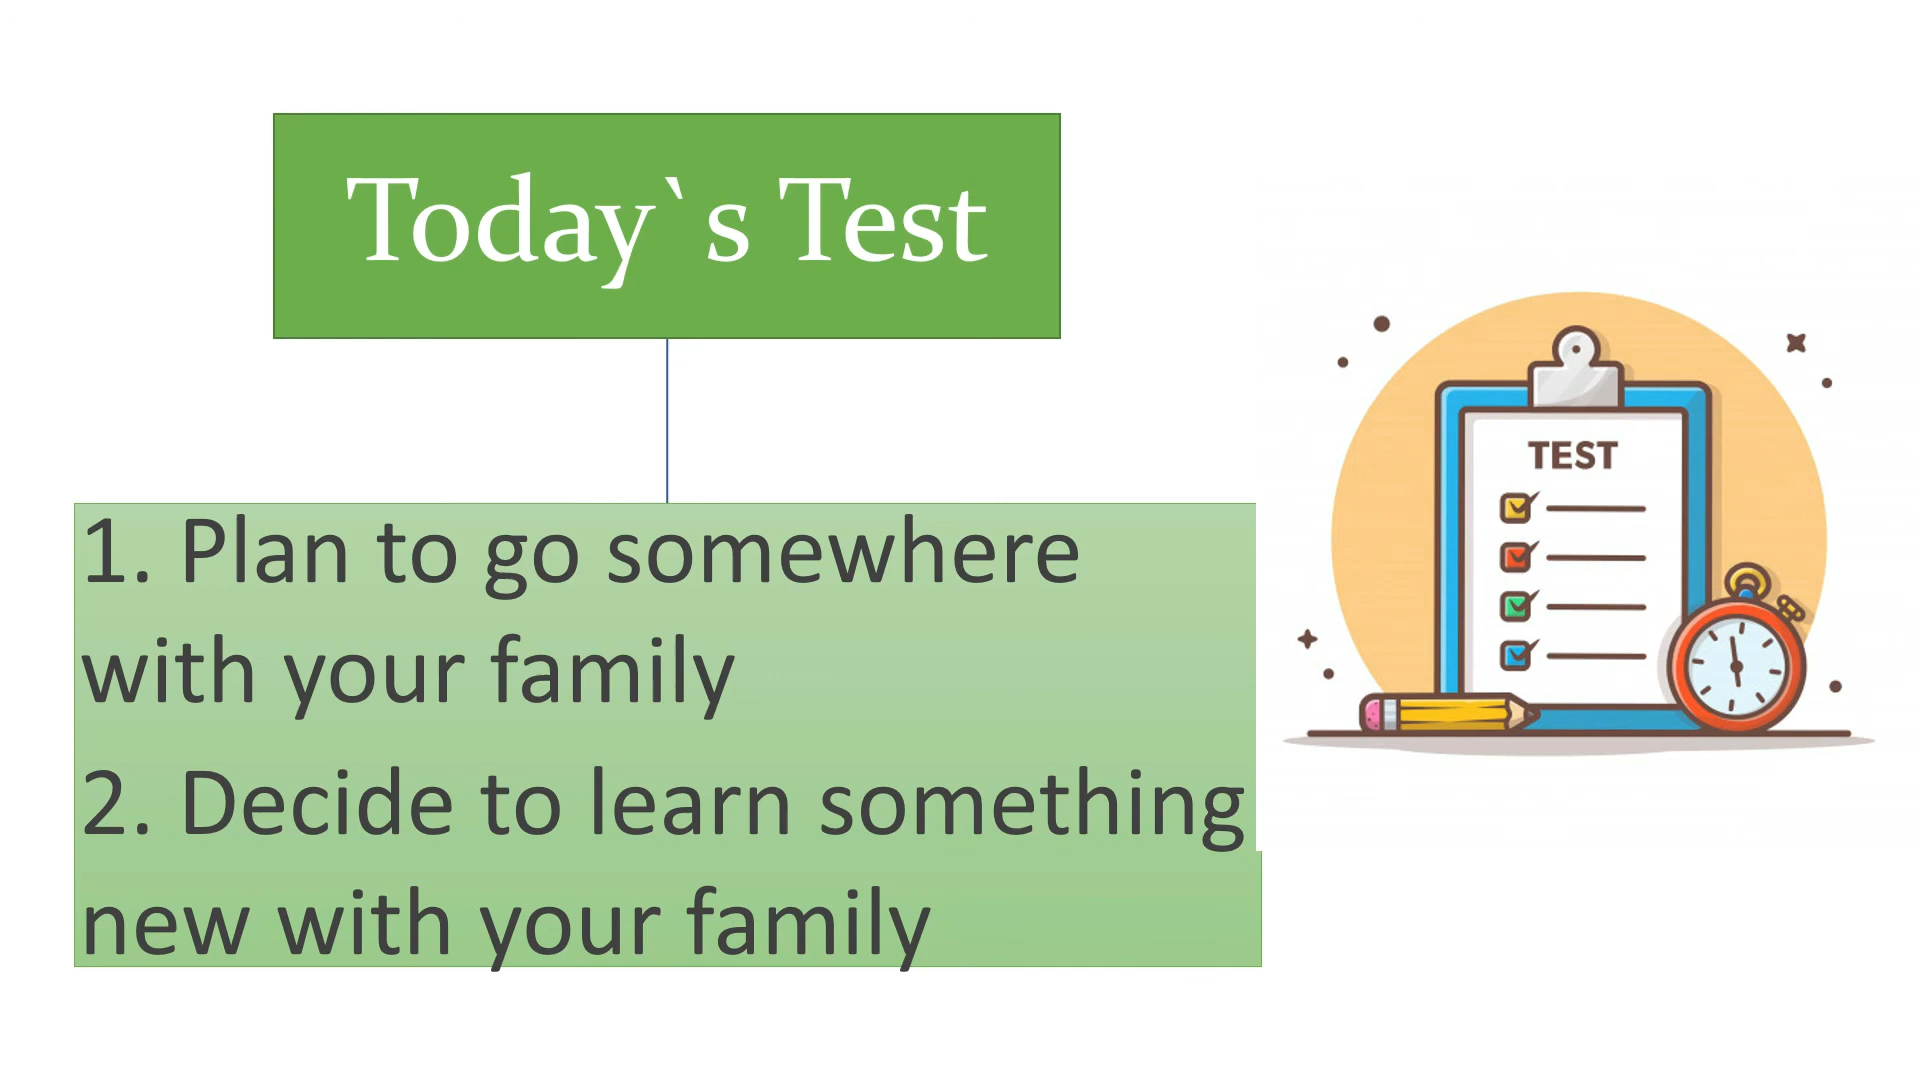 Today`s Test
1. Plan to go somewhere
with your family
2. Decide to learn something
new with your family
TEST